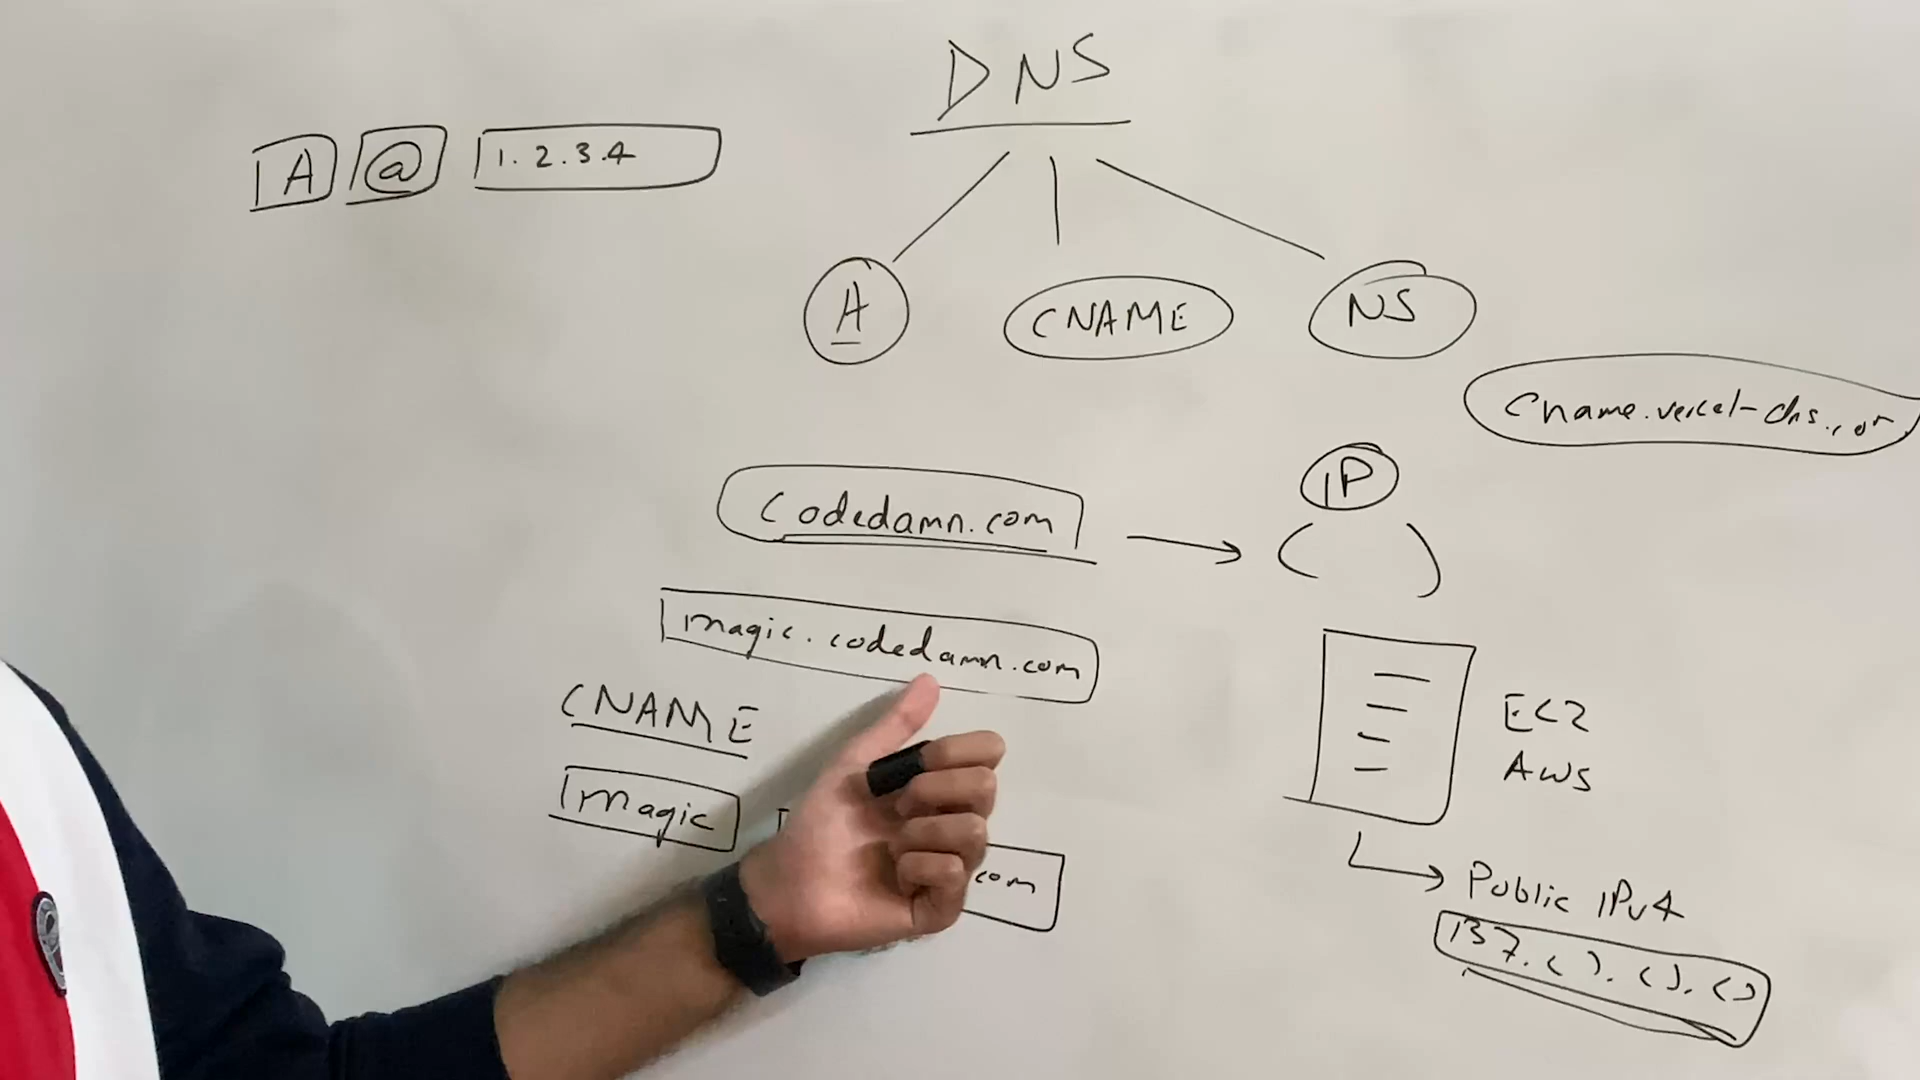 DNS
A @ 1.2.3.4
A CNAME NS
cname.vercel-dns.com
IP
codedamn.com
magic.codedamn.com
CNAME
EC2
AWS
magic
com
Public IPv4
137.( ).( ).( )